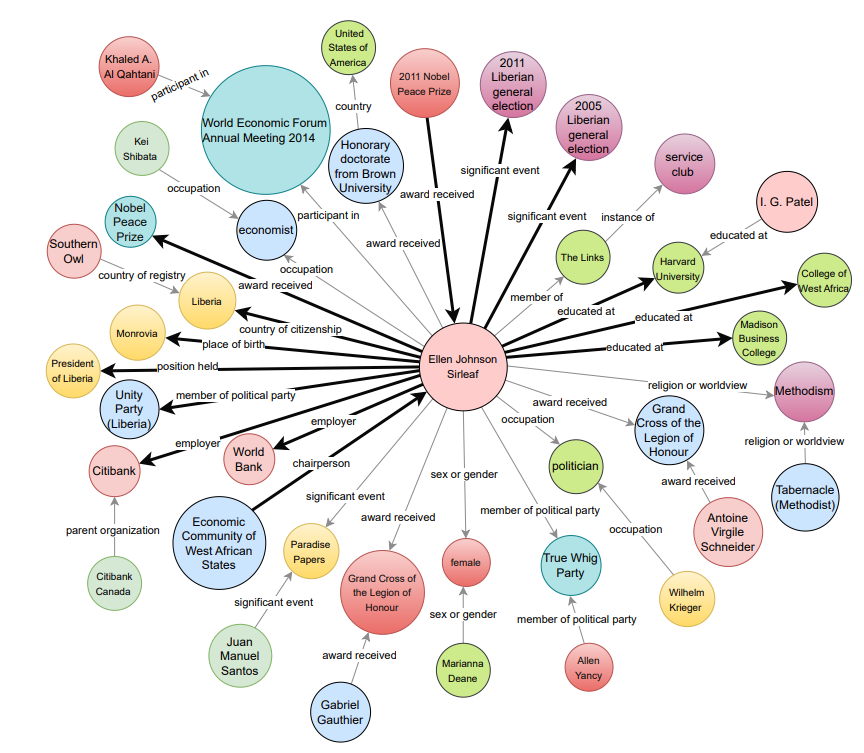 United
States of
America
Khaled A.
Al Qahtani
participant in
2011 Nobel
Peace Prize
2011
Liberian
general
election
country
World Economic Forum
Annual Meeting 2014
2005
Liberian
general
election
Kei
Shibata
Honorary
doctorate
from Brown
University
service
club
significant event
occupation
award received
I. G. Patel
Nobel
Peace
Prize
participant in
significant event
instance of
economist
educated at
Southern
Owl
award received
The Links
Harvard
University
College of
West Africa
country of registry
occupation
award received
Liberia
member of
educated at
educated at
Monrovia
country of citizenship
place of birth
Madison
Business
College
educated at
President
of Liberia
position held
Ellen Johnson
Sirleaf
religion or worldview
Methodism
Unity
Party
(Liberia)
member of political party
award received
Grand
Cross of the
Legion of
Honour
employer
occupation
employer
religion or worldview
World
Bank
chairperson
Citibank
politician
sex or gender
award received
Tabernacle
(Methodist)
significant event
member of political party
award received
Economic
Community of
West African
States
parent organization
occupation
Antoine
Virgile
Schneider
Paradise
Papers
Citibank
Canada
Grand Cross of
the Legion of
Honour
female
True Whig
Party
Wilhelm
Krieger
significant event
sex or gender
member of political party
Juan
Manuel
Santos
award received
Marianna
Deane
Allen
Yancy
Gabriel
Gauthier